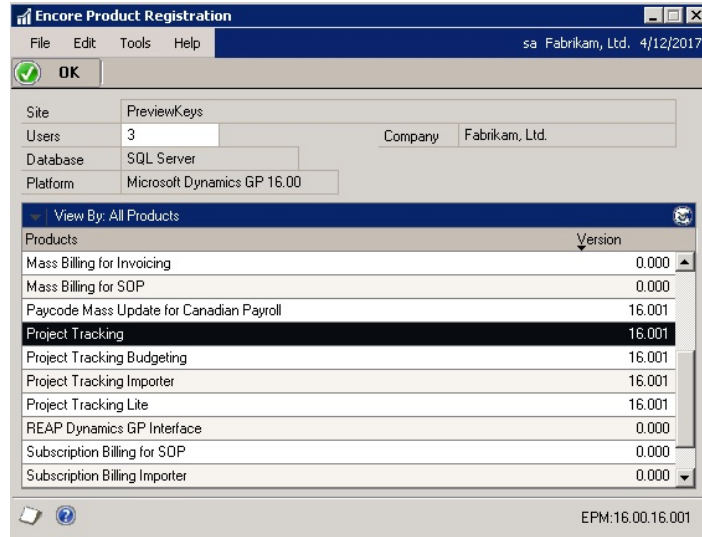 Encore Product Registration
File Edit Tools Help sa Fabrikam, Ltd. 4/12/2017
OK
Site PreviewKeys
Users 3 Company Fabrikam, Ltd.
Database SQL Server
Platform Microsoft Dynamics GP 16.00
View By: All Products
Products Version
Mass Billing for Invoicing 0.000
Mass Billing for SOP 0.000
Paycode Mass Update for Canadian Payroll 16.001
Project Tracking 16.001
Project Tracking Budgeting 16.001
Project Tracking Importer 16.001
Project Tracking Lite 16.001
REAP Dynamics GP Interface 0.000
Subscription Billing for SOP 0.000
Subscription Billing Importer 0.000
EPM:16.00.16.001